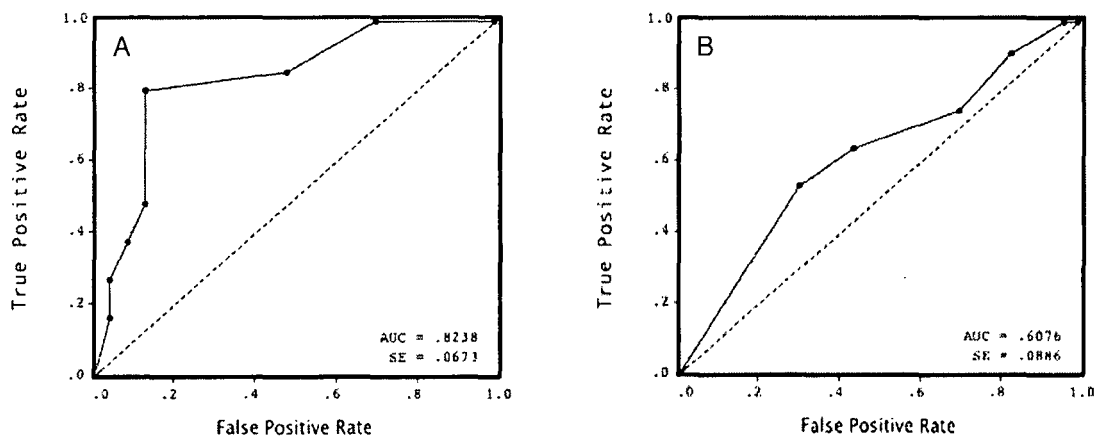 A
1.0
.8
.6
.4
.2
.0
True Positive Rate
AUC = .8238
SE = .0673
.0 .2 .4 .6 .8 1.0
False Positive Rate
B
1.0
.8
.6
.4
.2
.0
True Positive Rate
AUC = .6076
SE = .0886
.0 .2 .4 .6 .8 1.0
False Positive Rate